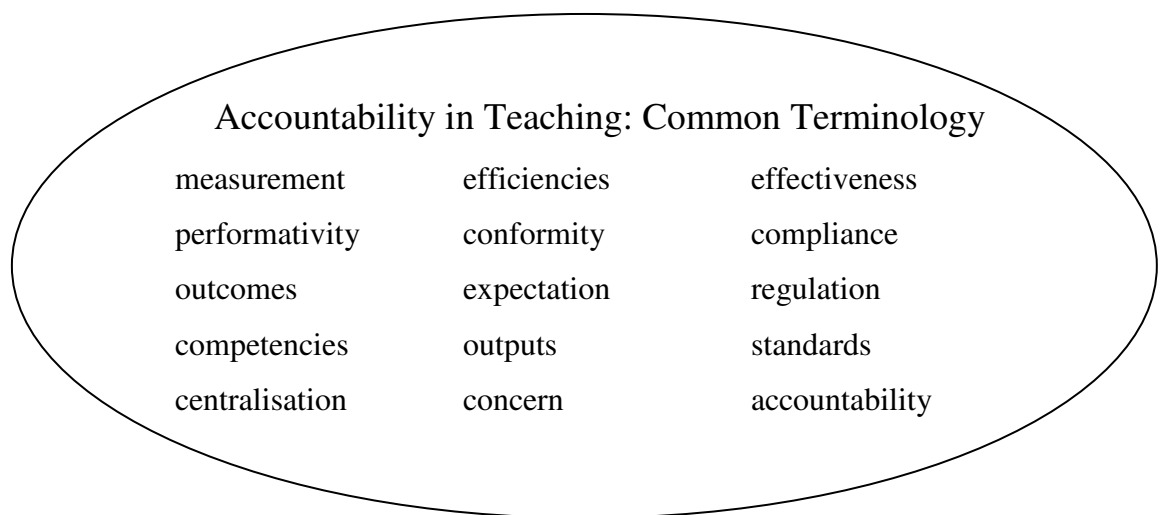 Accountability in Teaching: Common Terminology
measurement efficiencies effectiveness
performativity conformity compliance
outcomes expectation regulation
competencies outputs standards
centralisation concern accountability